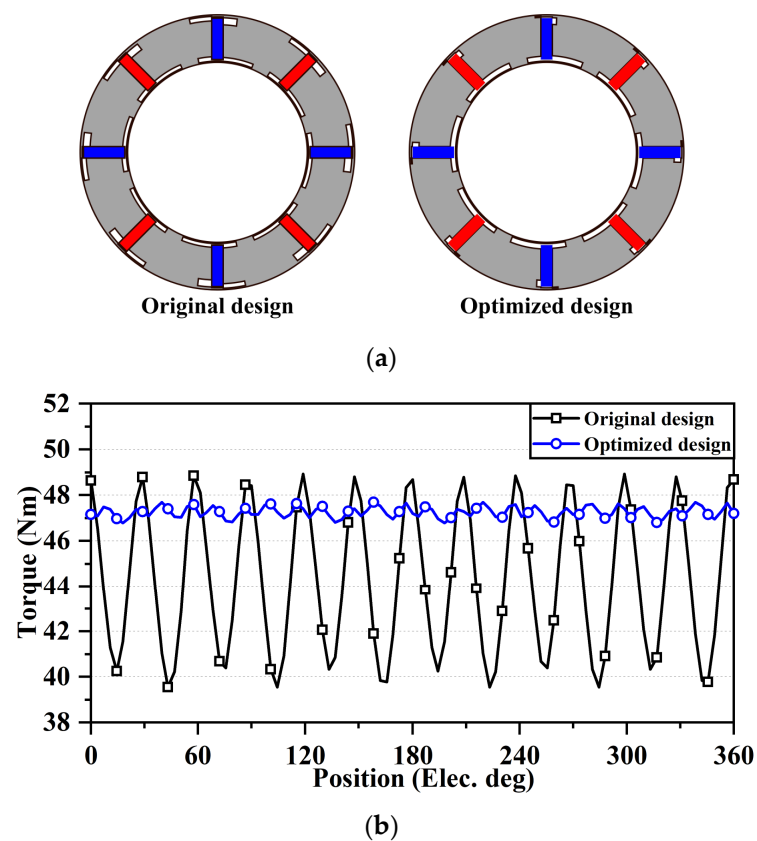 Original design Optimized design
(a)
52
50
48
46
44
42
40
38
Torque (Nm)
Original design
Optimized design
0 60 120 180 240 300 360
Position (Elec. deg)
(b)